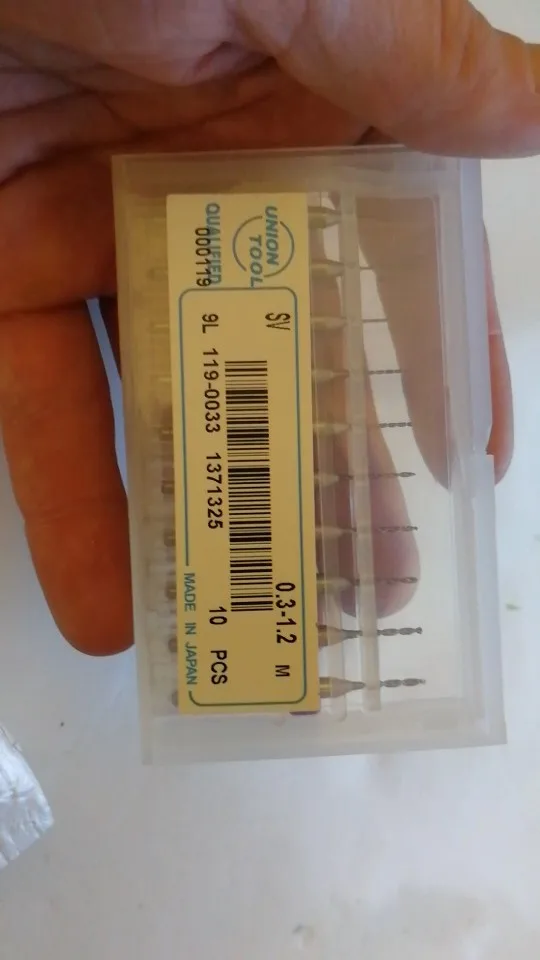 UNION TOOL
QUALIFIED
000119
SV 0.3-1.2 M
9L 119-0033 1371325 10 PCS
MADE IN JAPAN